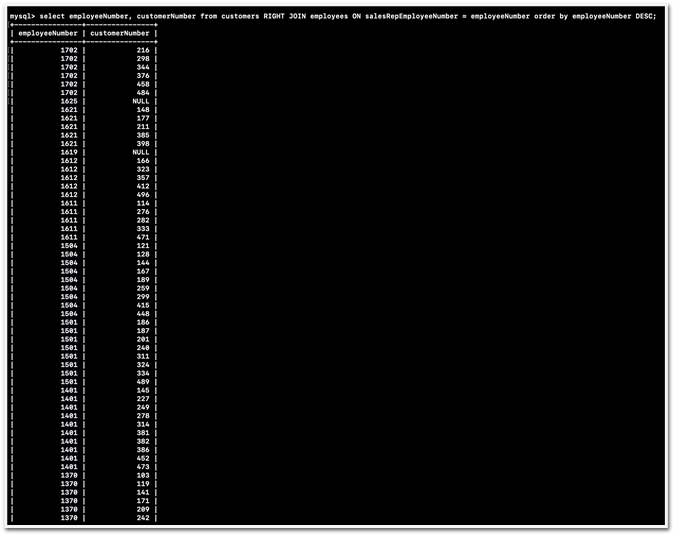 mysql> select employeeNumber, customerNumber from customers RIGHT JOIN employees ON salesRepEmployeeNumber = employeeNumber order by employeeNumber DESC;
+----------------+----------------+
| employeeNumber | customerNumber |
+----------------+----------------+
| 1702 | 216 |
| 1702 | 298 |
| 1702 | 344 |
| 1702 | 376 |
| 1702 | 458 |
| 1702 | 484 |
| 1625 | NULL |
| 1621 | 148 |
| 1621 | 177 |
| 1621 | 211 |
| 1621 | 385 |
| 1621 | 398 |
| 1619 | NULL |
| 1612 | 166 |
| 1612 | 323 |
| 1612 | 357 |
| 1612 | 412 |
| 1612 | 496 |
| 1611 | 114 |
| 1611 | 276 |
| 1611 | 282 |
| 1611 | 333 |
| 1611 | 471 |
| 1504 | 121 |
| 1504 | 128 |
| 1504 | 144 |
| 1504 | 167 |
| 1504 | 189 |
| 1504 | 259 |
| 1504 | 299 |
| 1504 | 415 |
| 1504 | 448 |
| 1501 | 186 |
| 1501 | 187 |
| 1501 | 201 |
| 1501 | 240 |
| 1501 | 311 |
| 1501 | 324 |
| 1501 | 334 |
| 1501 | 489 |
| 1401 | 145 |
| 1401 | 227 |
| 1401 | 249 |
| 1401 | 278 |
| 1401 | 314 |
| 1401 | 381 |
| 1401 | 382 |
| 1401 | 386 |
| 1401 | 452 |
| 1401 | 473 |
| 1370 | 103 |
| 1370 | 119 |
| 1370 | 141 |
| 1370 | 171 |
| 1370 | 209 |
| 1370 | 242 |